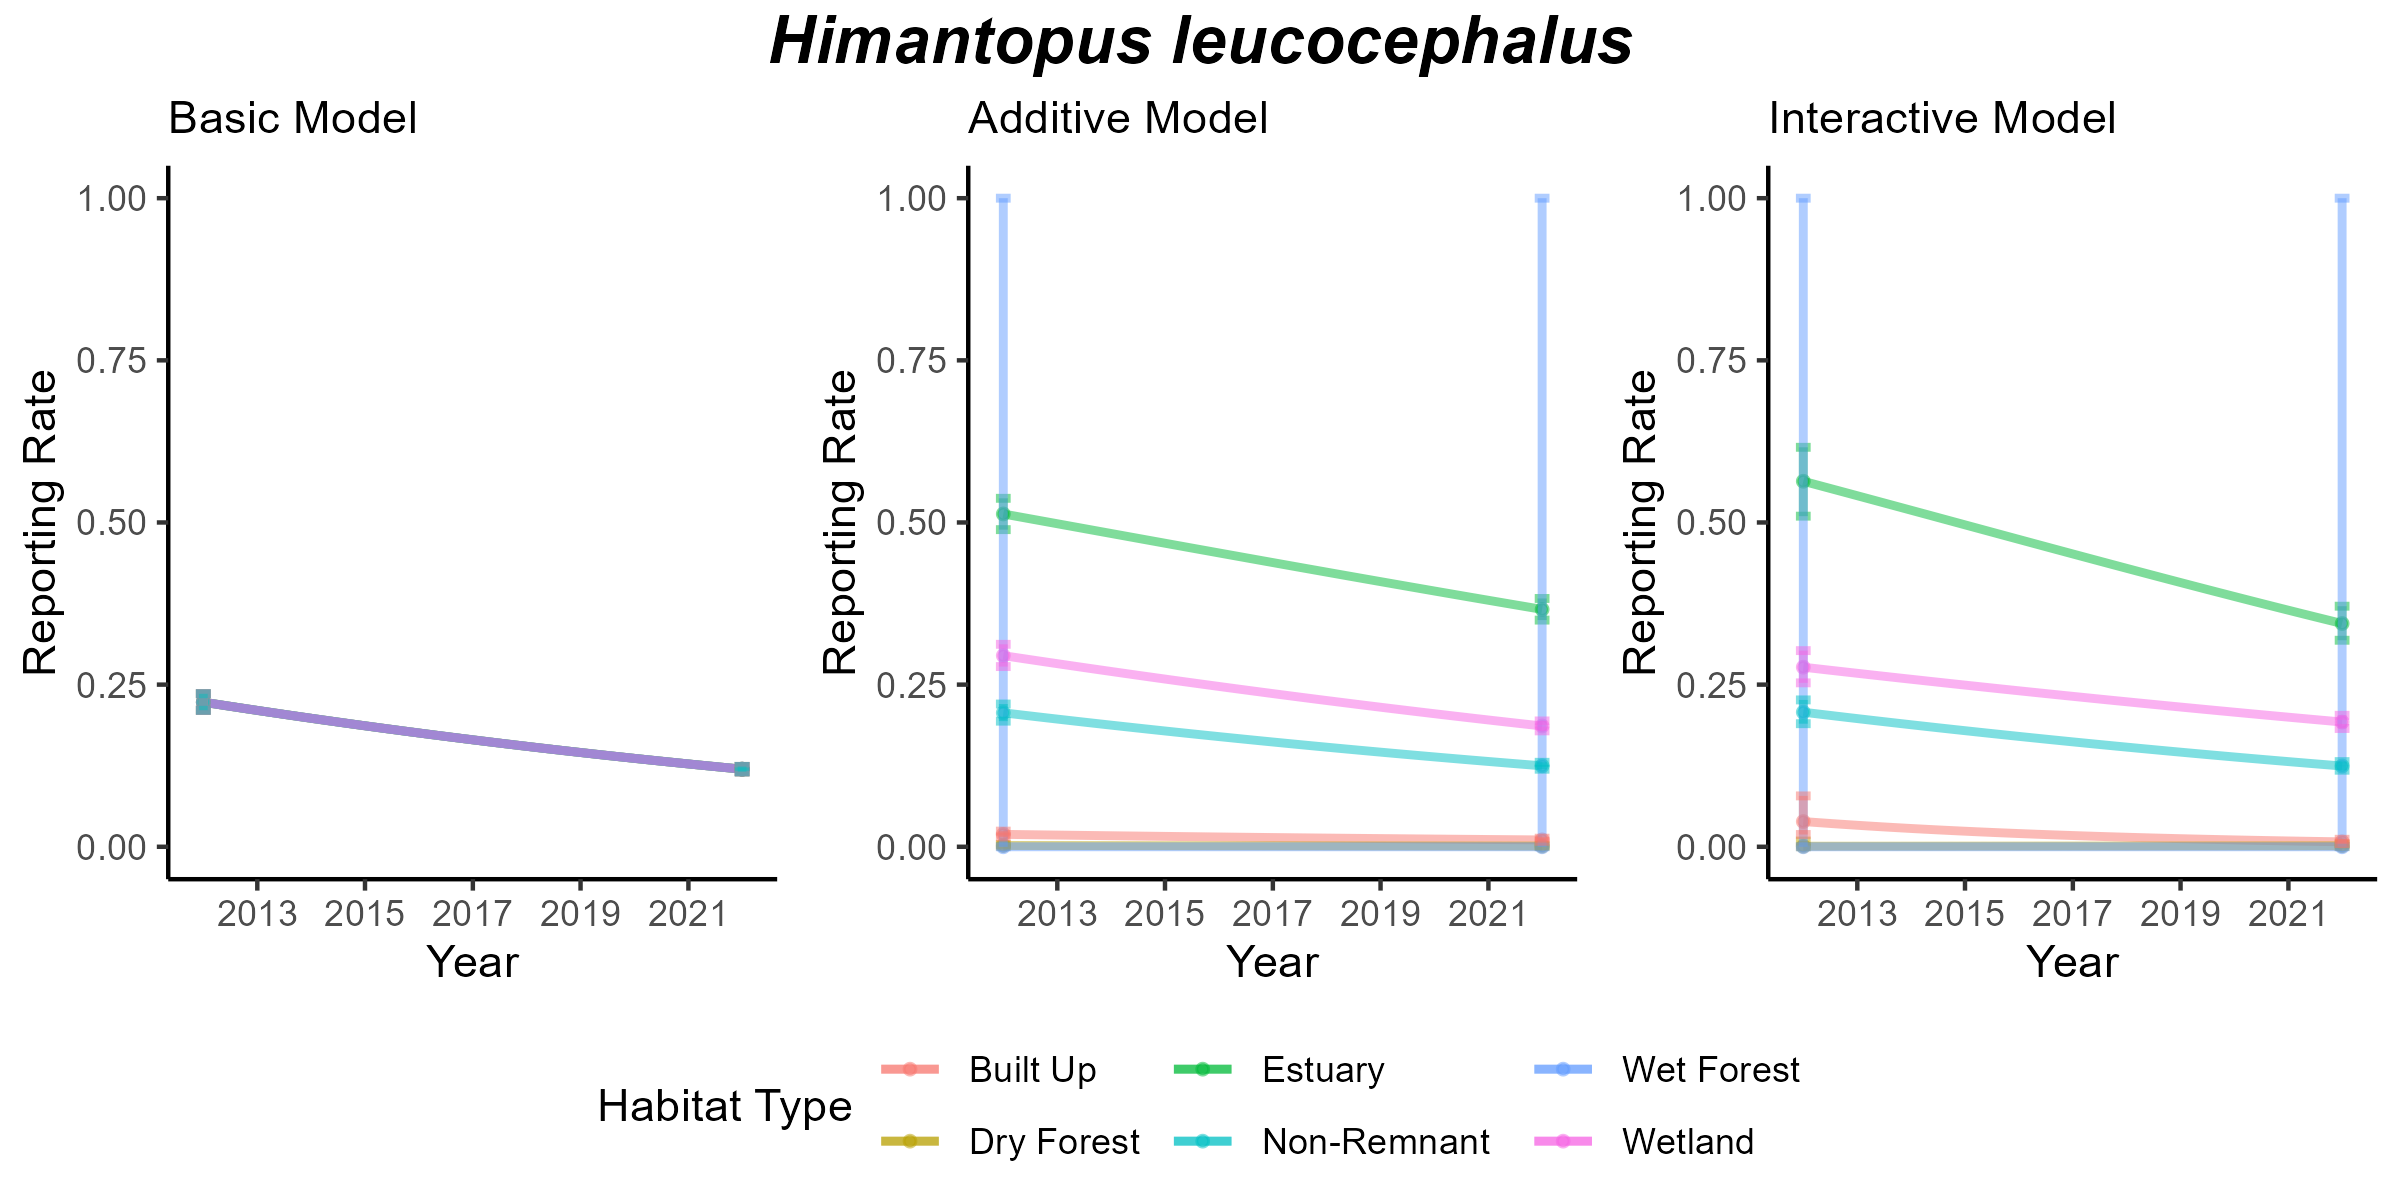 Himantopus leucocephalus
Basic Model
Additive Model
Interactive Model
Reporting Rate
1.00
0.75
0.50
0.25
0.00
2013 2015 2017 2019 2021
Year
Reporting Rate
1.00
0.75
0.50
0.25
0.00
2013 2015 2017 2019 2021
Year
Reporting Rate
1.00
0.75
0.50
0.25
0.00
2013 2015 2017 2019 2021
Year
Habitat Type
Built Up
Estuary
Wet Forest
Dry Forest
Non-Remnant
Wetland